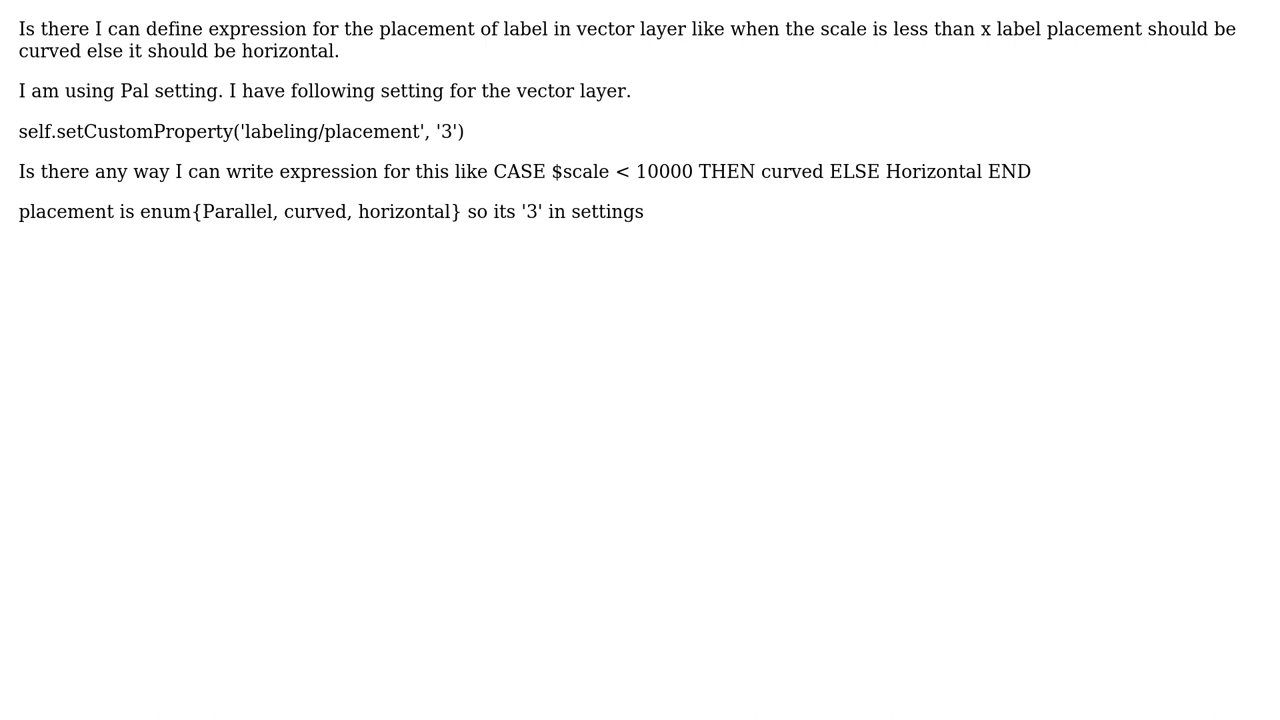 Is there I can define expression for the placement of label in vector layer like when the scale is less than x label placement should be
curved else it should be horizontal.
I am using Pal setting. I have following setting for the vector layer.
self.setCustomProperty('labeling/placement', '3')
Is there any way I can write expression for this like CASE $scale < 10000 THEN curved ELSE Horizontal END
placement is enum{Parallel, curved, horizontal} so its '3' in settings